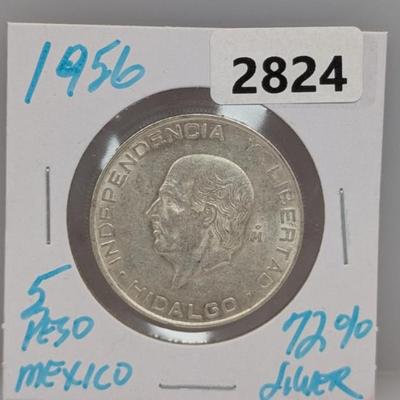 1956
2824
INDEPENDENCIA Y LIBERTAD
M
HIDALGO
5
PESO
MEXICO
72%
SILVER